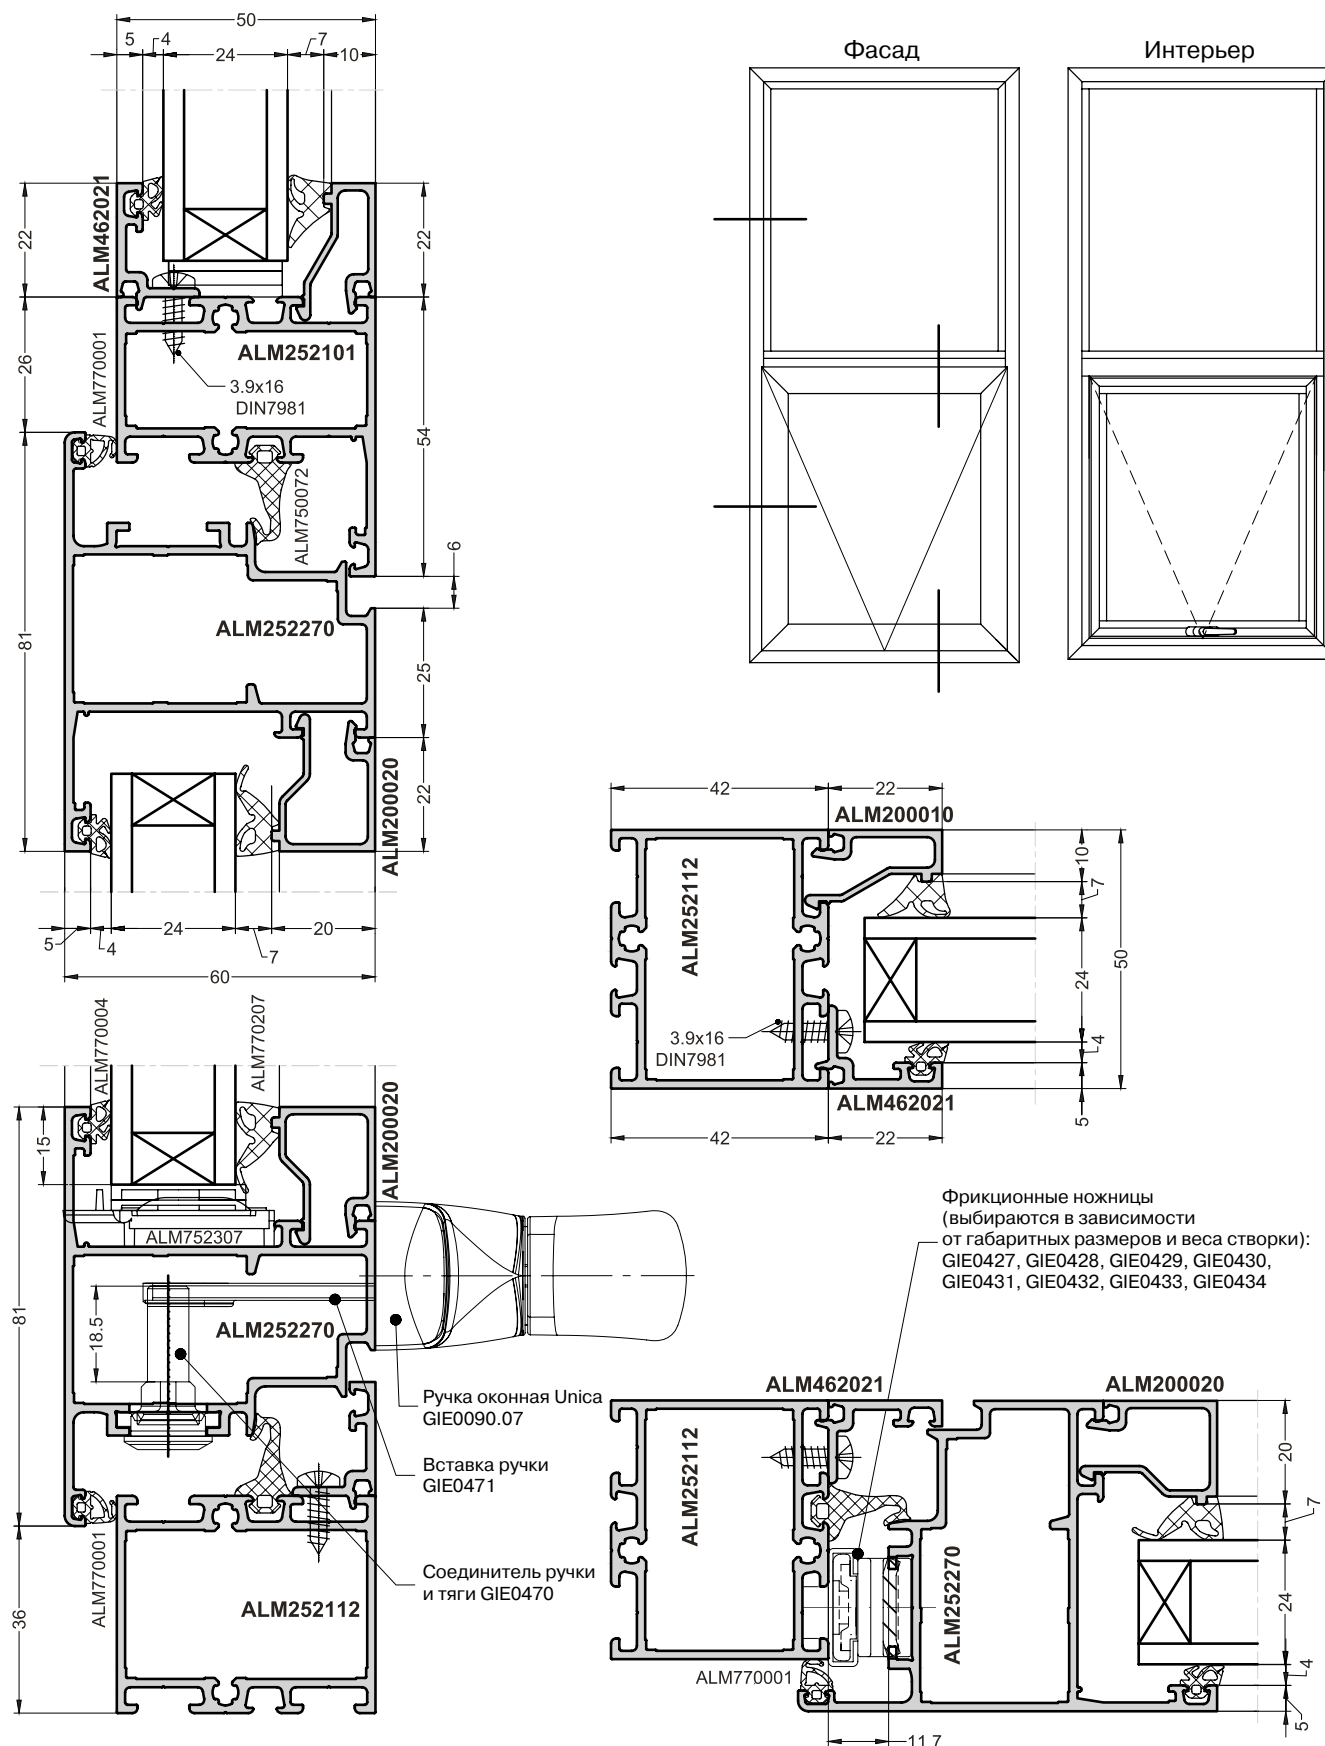 50
5
4
24
7
10
ALM462021
22
22
26
ALM770001
ALM252101
3.9x16
DIN7981
54
ALM750072
6
81
ALM252270
25
22
ALM200020
5
4
24
7
20
60
Фасад
Интерьер
42
22
ALM200010
ALM252112
10
7
24
50
4
5
3.9x16
DIN7981
ALM462021
42
22
ALM770004
ALM770207
ALM200020
15
ALM752307
81
18.5
ALM252270
Ручка оконная Unica
GIE0090.07
Вставка ручки
GIE0471
Соединитель ручки
и тяги GIE0470
ALM770001
36
ALM252112
Фрикционные ножницы
(выбираются в зависимости
от габаритных размеров и веса створки):
GIE0427, GIE0428, GIE0429, GIE0430,
GIE0431, GIE0432, GIE0433, GIE0434
ALM462021
ALM200020
ALM252112
ALM252270
20
7
24
4
5
ALM770001
11.7